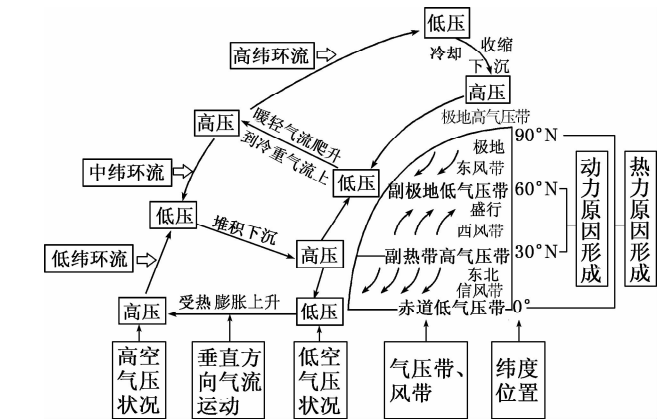 低压
高纬环流
冷却
收缩
下沉
高压
极地高气压带
高压
暖轻气流爬升
到冷重气流上
90°N
极地
东风带
中纬环流
低压
副极地低气压带
60°N
盛行
西风带
动力原因形成
热力原因形成
低压
堆积下沉
高压
副热带高气压带
30°N
低纬环流
东北
信风带
高压
受热膨胀上升
低压
赤道低气压带
0°
高空
气压
状况
垂直方
向气流
运动
低空
气压
状况
气压带、
风带
纬度
位置